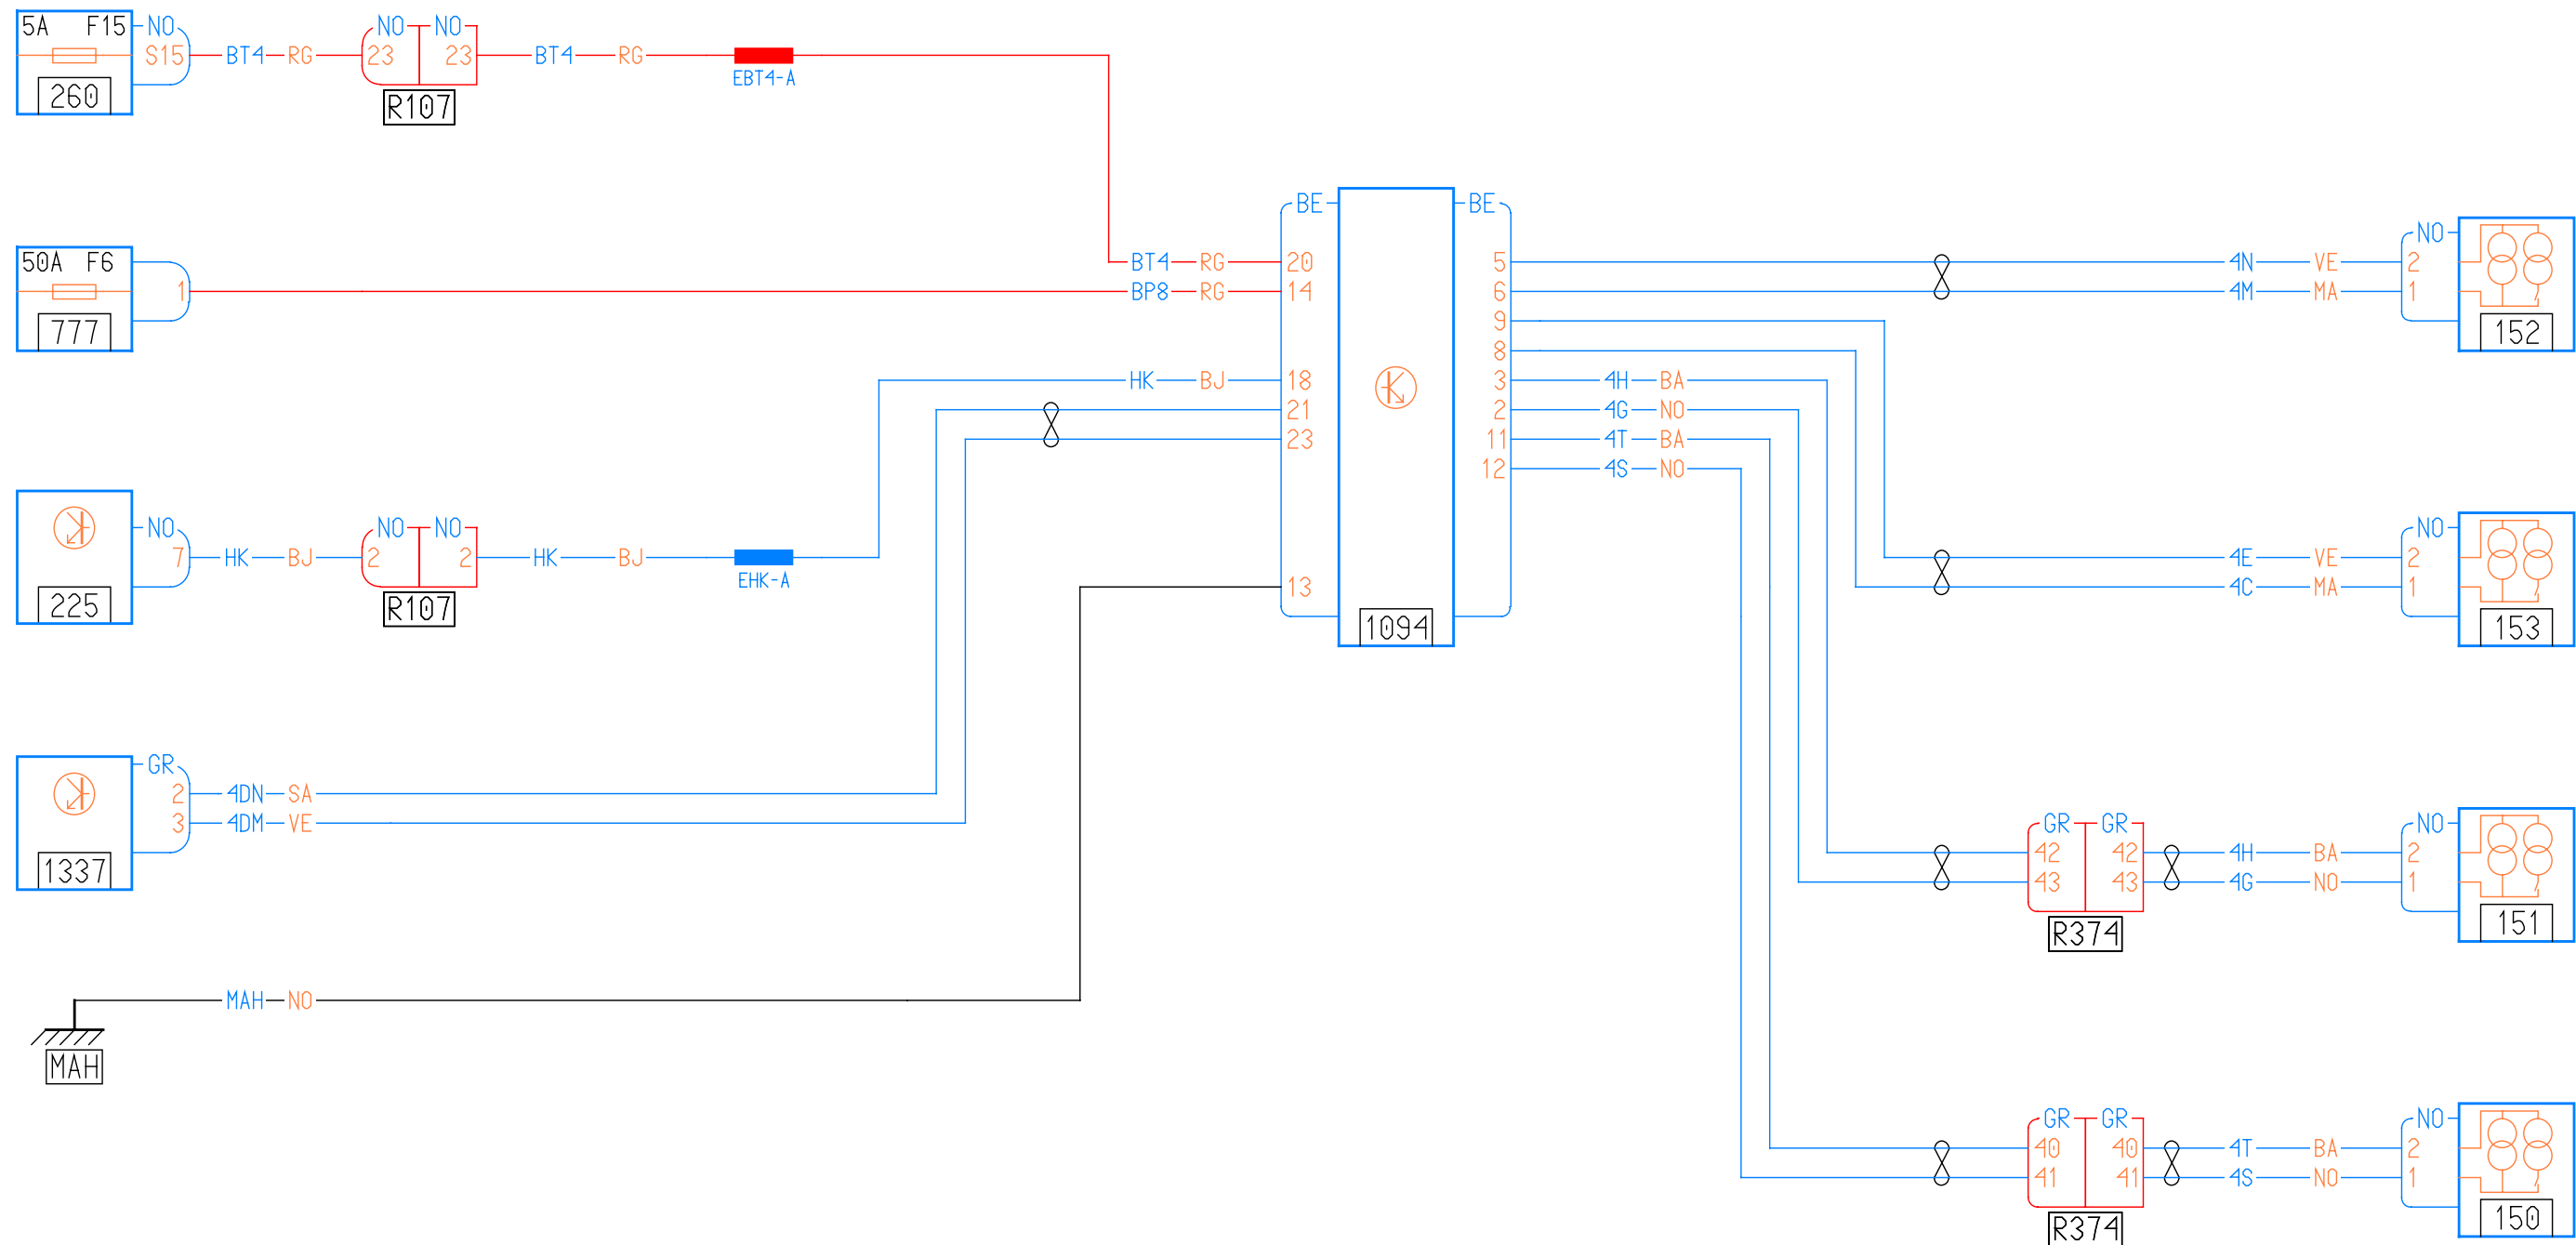 5A F15 NO NO NO
S15 BT4 RG 23 23 BT4 RG
EBT4-A
260
R107
BE BE
50A F6 NO
20 BT4 RG 5 4N VE 2
1 BP8 RG 14 6 4M MA 1
9
777 152
8
HK BJ 18 3 4H BA
21 2 4G NO
23 11 4T BA
12 4S NO
NO NO NO NO
7 HK BJ 2 2 HK BJ 4E VE 2
EHK-A
13 4C MA 1
225 R107 1094 153
GR
2 4DN SA
3 4DM VE GR GR NO
42 42 4H BA 2
1337 43 43 4G NO 1
R374 151
MAH NO
MAH
GR GR NO
40 40 4T BA 2
41 41 4S NO 1
R374 150